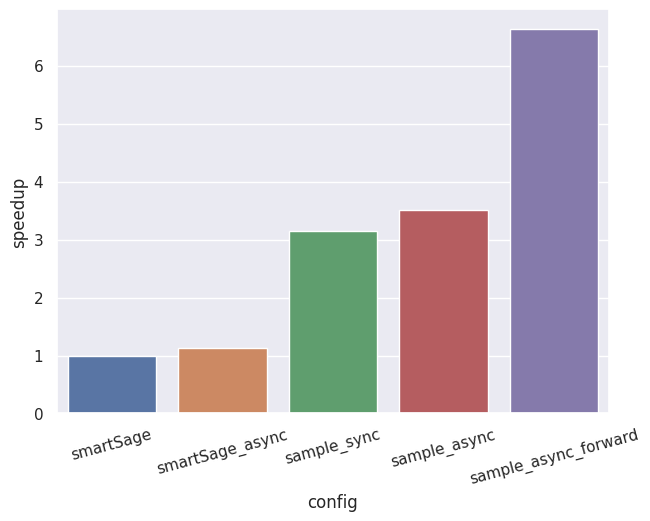 6
5
4
3
2
1
0
speedup
smartSage
smartSage_async
sample_sync
sample_async
sample_async_forward
config